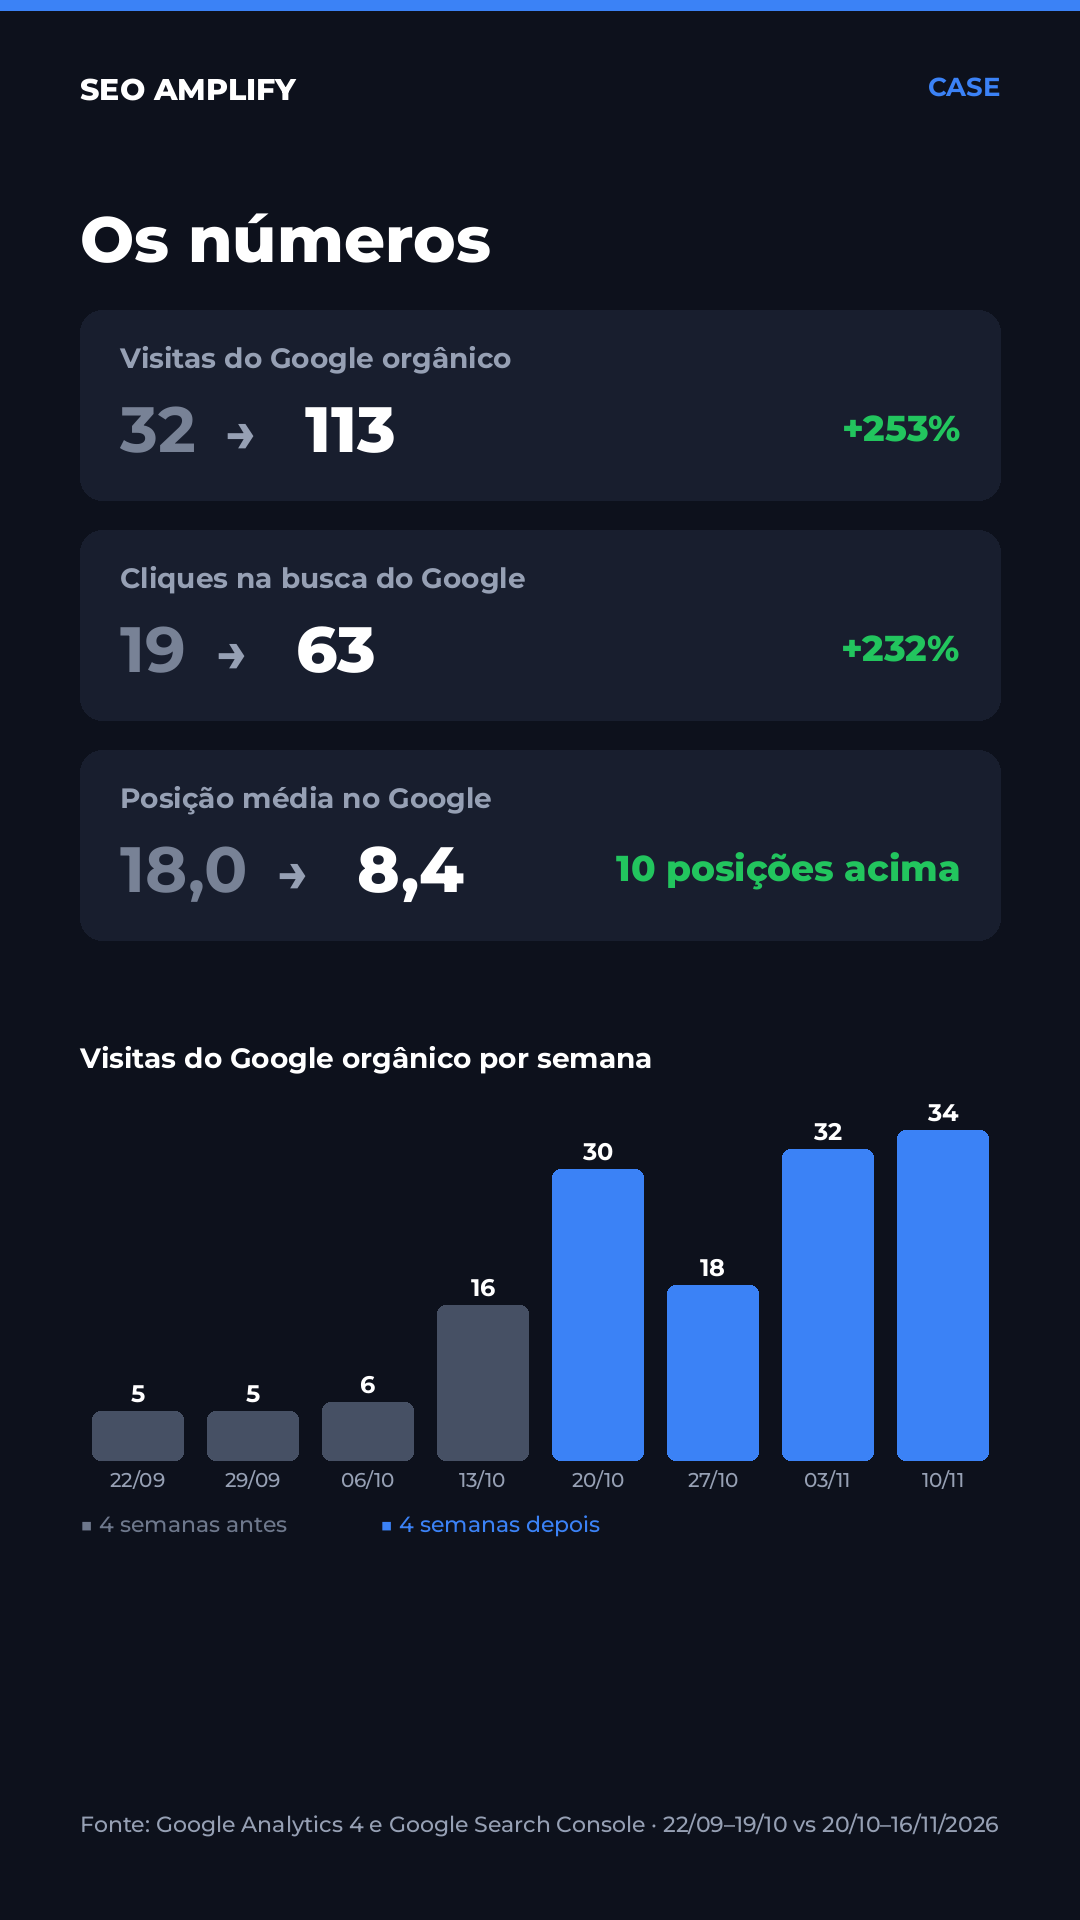 SEO AMPLIFY
CASE
Os números
Visitas do Google orgânico
32 → 113
+253%
Cliques na busca do Google
19 → 63
+232%
Posição média no Google
18,0 → 8,4
10 posições acima
Visitas do Google orgânico por semana
5 5 6 16 30 18 32 34
22/09 29/09 06/10 13/10 20/10 27/10 03/11 10/11
▪ 4 semanas antes ▪ 4 semanas depois
Fonte: Google Analytics 4 e Google Search Console · 22/09–19/10 vs 20/10–16/11/2026